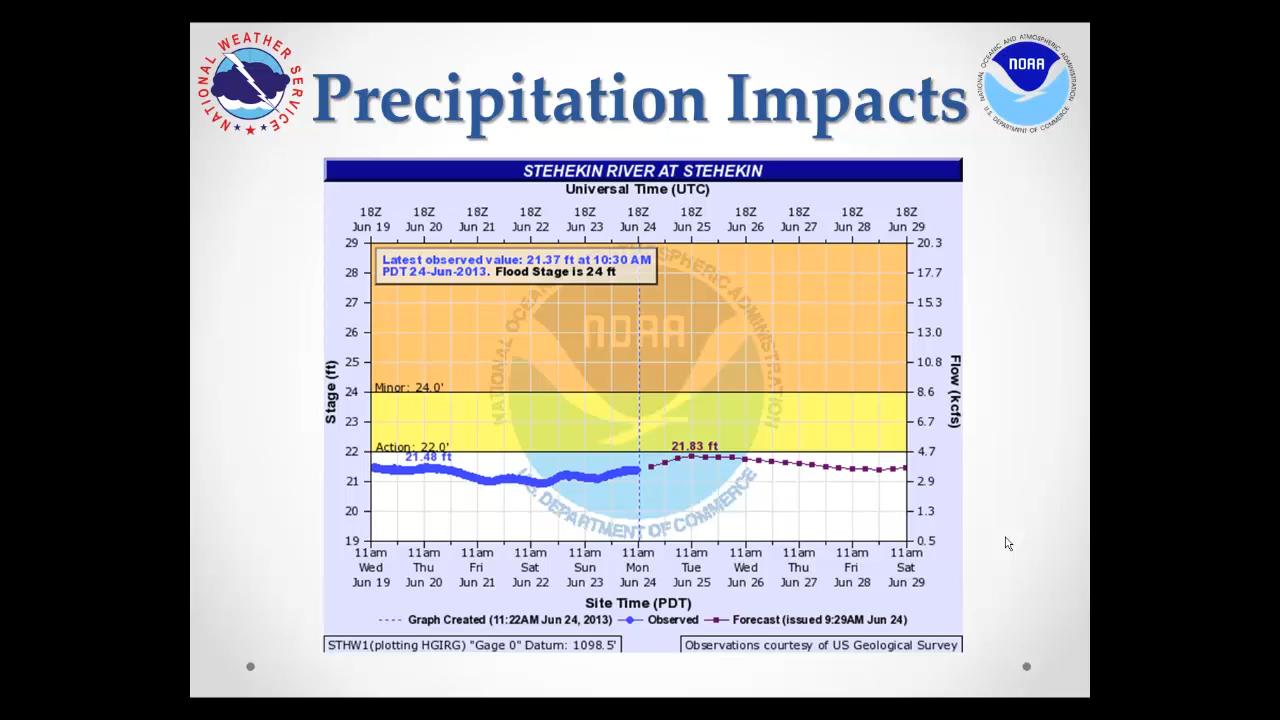 NATIONAL WEATHER SERVICE
Precipitation Impacts
NATIONAL OCEANIC AND ATMOSPHERIC ADMINISTRATION
NOAA
U.S. DEPARTMENT OF COMMERCE
STEHEKIN RIVER AT STEHEKIN
Universal Time (UTC)
18Z 18Z 18Z 18Z 18Z 18Z 18Z 18Z 18Z 18Z 18Z
Jun 19 Jun 20 Jun 21 Jun 22 Jun 23 Jun 24 Jun 25 Jun 26 Jun 27 Jun 28 Jun 29
29 20.3
Latest observed value: 21.37 ft at 10:30 AM
PDT 24-Jun-2013. Flood Stage is 24 ft
28 17.7
27 15.3
26 13.0
25 10.8
Minor: 24.0'
24 8.6
23 6.7
Action: 22.0'
22 4.7
21.48 ft
21.83 ft
21 2.9
20 1.3
19 0.5
Stage (ft)
Flow (kcfs)
NATIONAL OCEANIC AND ATMOSPHERIC ADMINISTRATION
NOAA
U.S. DEPARTMENT OF COMMERCE
11am 11am 11am 11am 11am 11am 11am 11am 11am 11am 11am
Wed Thu Fri Sat Sun Mon Tue Wed Thu Fri Sat
Jun 19 Jun 20 Jun 21 Jun 22 Jun 23 Jun 24 Jun 25 Jun 26 Jun 27 Jun 28 Jun 29
Site Time (PDT)
Graph Created (11:22AM Jun 24, 2013) Observed Forecast (issued 9:29AM Jun 24)
STHW1(plotting HGIRG) "Gage 0" Datum: 1098.5' Observations courtesy of US Geological Survey